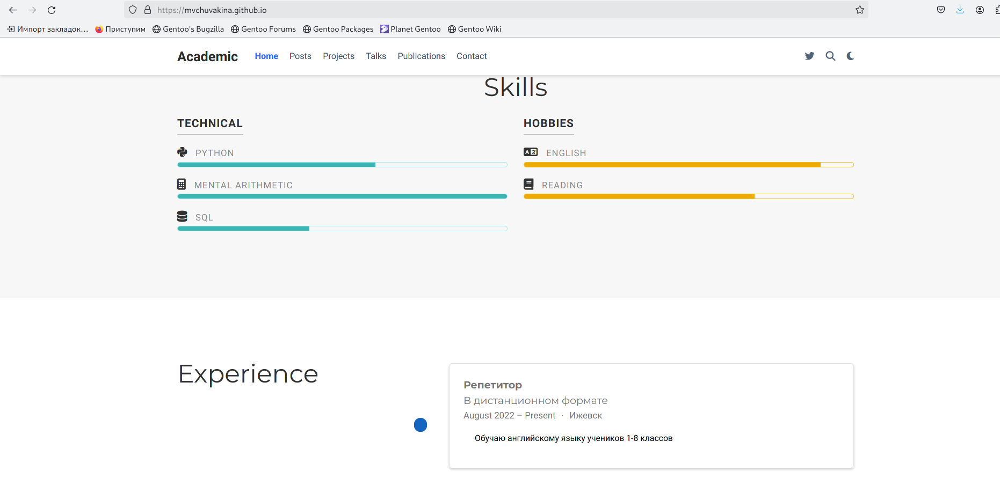 https://mvchuvakina.github.io
Импорт закладок… Приступим Gentoo's Bugzilla Gentoo Forums Gentoo Packages Planet Gentoo Gentoo Wiki
Academic Home Posts Projects Talks Publications Contact
Skills
TECHNICAL
PYTHON
MENTAL ARITHMETIC
SQL
HOBBIES
ENGLISH
READING
Experience
Репетитор
В дистанционном формате
August 2022 – Present · Ижевск
Обучаю английскому языку учеников 1-8 классов